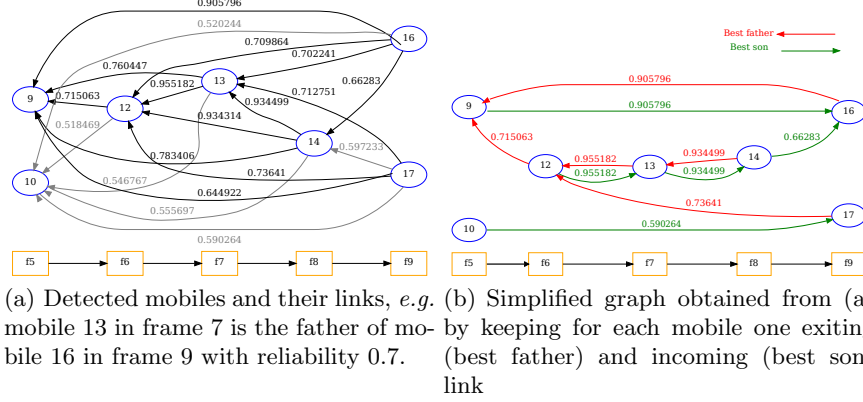 0.905796
0.520244
16
0.709864
0.702241
0.760447
13
0.66283
9
0.715063
0.955182
0.712751
12
0.934499
0.518469
0.934314
14
0.597233
0.783406
10
0.546767
0.73641
17
0.644922
0.555697
0.590264
f5
f6
f7
f8
f9
(a) Detected mobiles and their links, e.g.
mobile 13 in frame 7 is the father of mo-
bile 16 in frame 9 with reliability 0.7.
Best father
Best son
0.905796
9
0.905796
16
0.715063
0.66283
0.934499
0.955182
14
12
13
0.955182
0.934499
0.73641
17
10
0.590264
f5
f6
f7
f8
f9
(b) Simplified graph obtained from (a
by keeping for each mobile one exitin
(best father) and incoming (best son
link